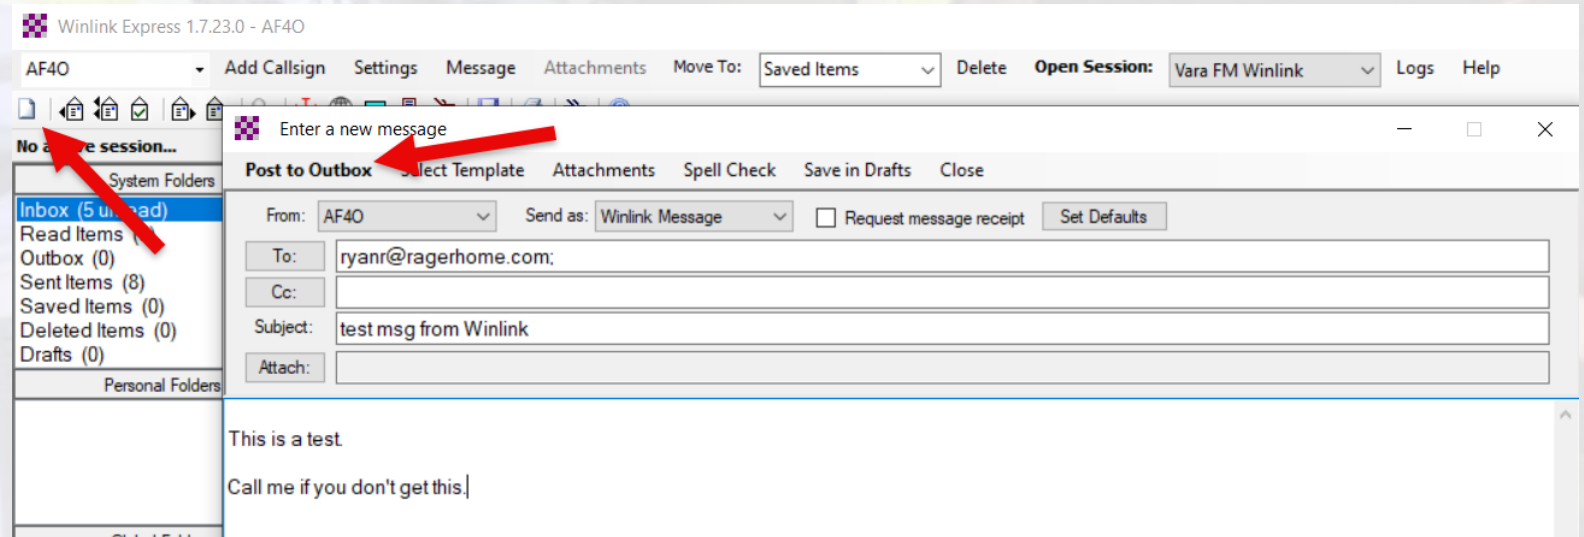 Winlink Express 1.7.23.0 - AF4O
AF4O Add Callsign Settings Message Attachments Move To: Saved Items Delete Open Session: Vara FM Winlink Logs Help
Enter a new message
No session...
Post to Outbox Template Attachments Spell Check Save in Drafts Close
System Folders
Inbox (5
From: AF4O Send as: Winlink Message Request message receipt Set Defaults
Read Items
Outbox (0)
To: ryanr@ragerhome.com;
Sent Items (8)
Cc:
Saved Items (0)
Subject: test msg from Winlink
Deleted Items (0)
Drafts (0)
Attach:
Personal Folders
This is a test.
Call me if you don't get this.